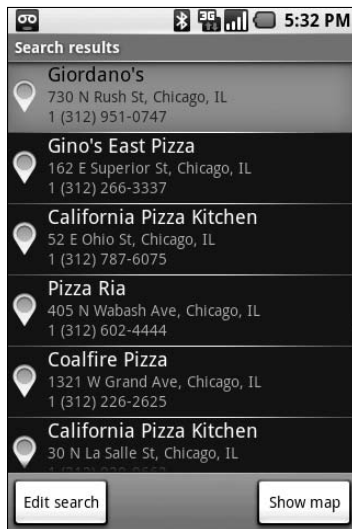 3G
5:32 PM
Search results
Giordano's
730 N Rush St, Chicago, IL
1 (312) 951-0747
Gino's East Pizza
162 E Superior St, Chicago, IL
1 (312) 266-3337
California Pizza Kitchen
52 E Ohio St, Chicago, IL
1 (312) 787-6075
Pizza Ria
405 N Wabash Ave, Chicago, IL
1 (312) 602-4444
Coalfire Pizza
1321 W Grand Ave, Chicago, IL
1 (312) 226-2625
California Pizza Kitchen
30 N La Salle St, Chicago, IL
Edit search
Show map